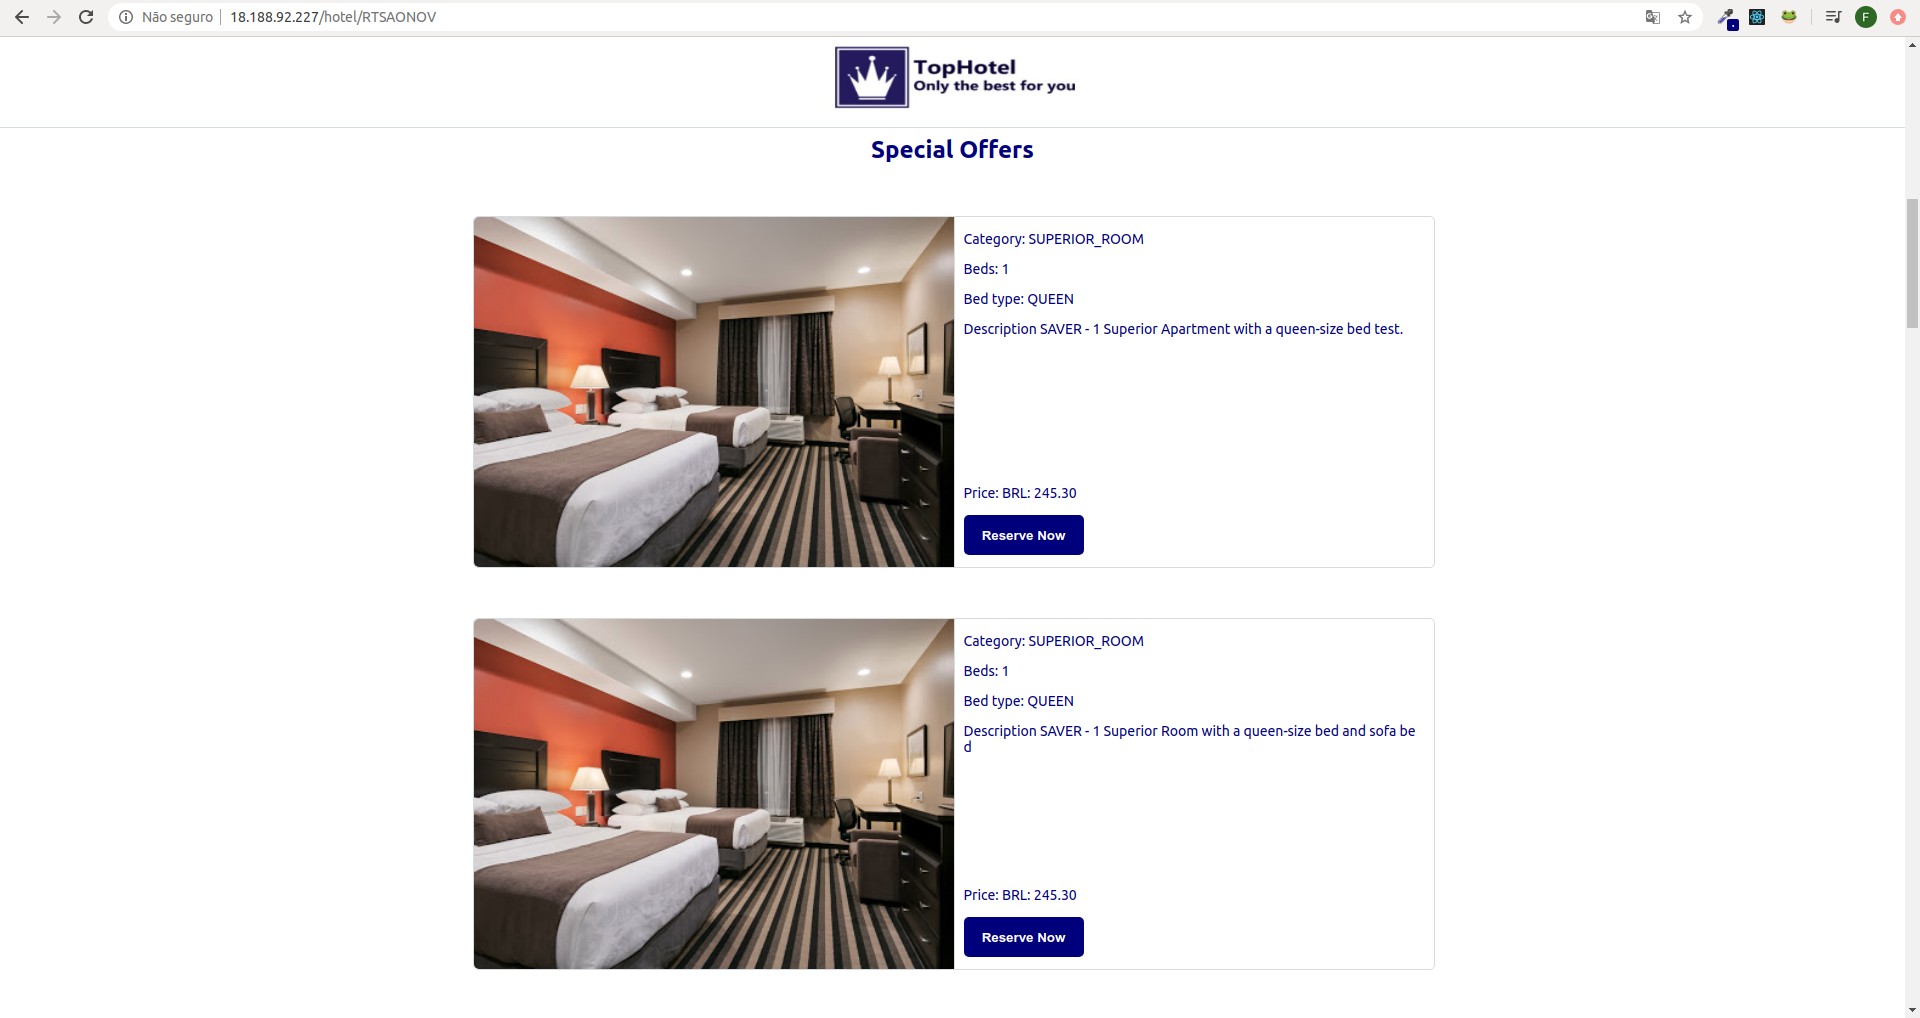 Não seguro 18.188.92.227/hotel/RTSAONOV
F
TopHotel
Only the best for you
Special Offers
Category: SUPERIOR_ROOM
Beds: 1
Bed type: QUEEN
Description SAVER - 1 Superior Apartment with a queen-size bed test.
Price: BRL: 245.30
Reserve Now
Category: SUPERIOR_ROOM
Beds: 1
Bed type: QUEEN
Description SAVER - 1 Superior Room with a queen-size bed and sofa be
d
Price: BRL: 245.30
Reserve Now